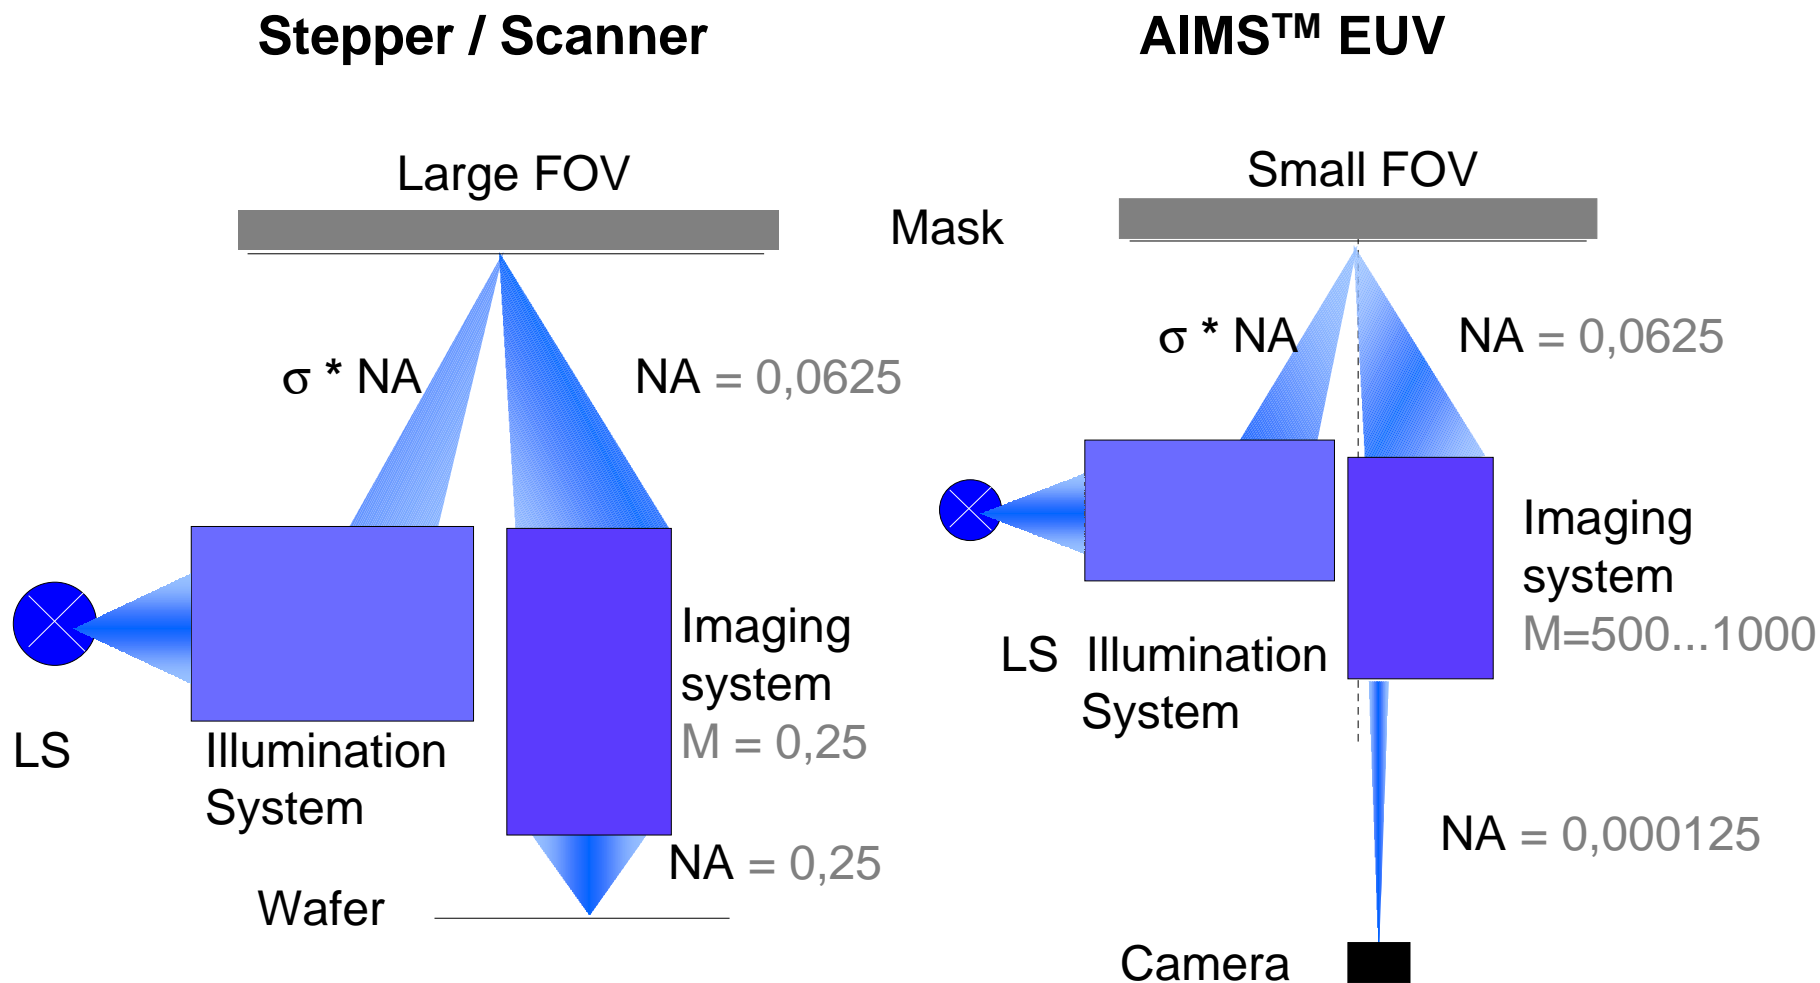 Stepper / Scanner
Large FOV
σ * NA
NA = 0,0625
Imaging
system
M = 0,25
LS
Illumination
System
NA = 0,25
Wafer
AIMS™ EUV
Small FOV
Mask
σ * NA
NA = 0,0625
Imaging
system
M=500...1000
LS Illumination
System
NA = 0,000125
Camera